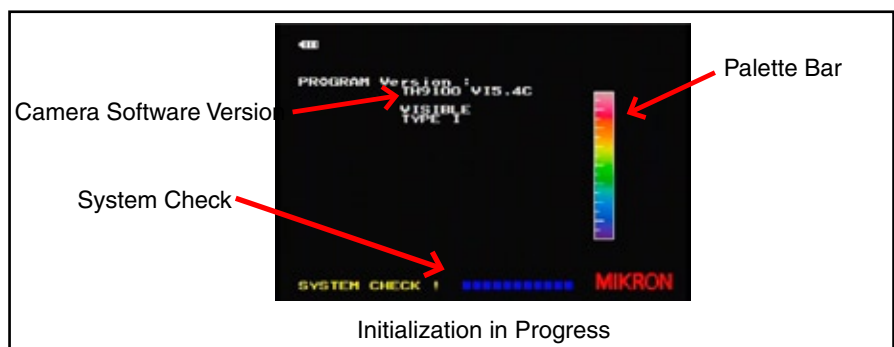 PROGRAM Version :
TH9100 VI5.4C
VISIBLE
TYPE I
Palette Bar
Camera Software Version
System Check
SYSTEM CHECK !
MIKRON
Initialization in Progress